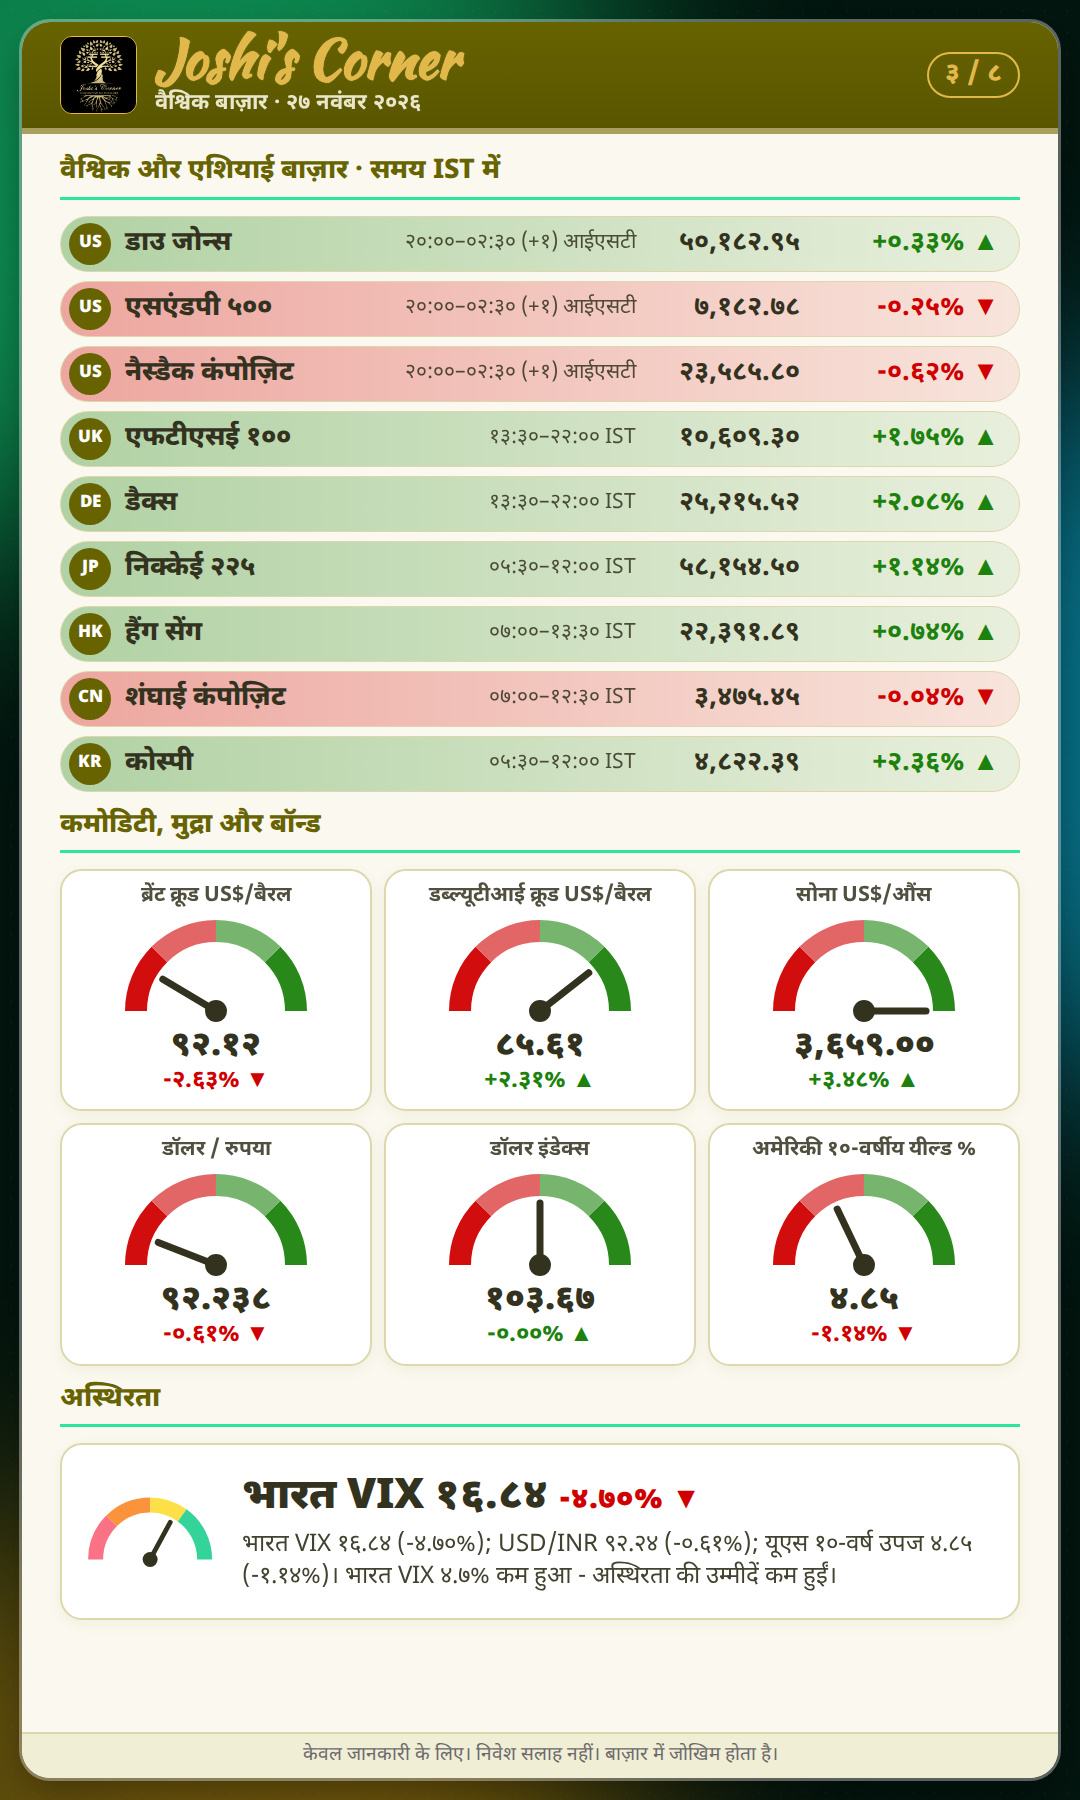 Joshi's Corner
Joshi's Corner
वैश्विक बाज़ार · २७ नवंबर २०२६
३ / ८
वैश्विक और एशियाई बाज़ार · समय IST में
US डाउ जोन्स २०:००–०२:३० (+१) आईएसटी ५०,१८२.९५ +०.३३% ▲
US एसएंडपी ५०० २०:००–०२:३० (+१) आईएसटी ७,१८२.७८ -०.२५% ▼
US नैस्डैक कंपोज़िट २०:००–०२:३० (+१) आईएसटी २३,५८५.८० -०.६२% ▼
UK एफटीएसई १०० १३:३०–२२:०० IST १०,६०९.३० +१.७५% ▲
DE डैक्स १३:३०–२२:०० IST २५,२१५.५२ +२.०८% ▲
JP निक्केई २२५ ०५:३०–१२:०० IST ५८,१५४.५० +१.१४% ▲
HK हैंग सेंग ०७:००–१३:३० IST २२,३९१.८९ +०.७४% ▲
CN शंघाई कंपोज़िट ०७:००–१२:३० IST ३,४७५.४५ -०.०४% ▼
KR कोस्पी ०५:३०–१२:०० IST ४,८२२.३९ +२.३६% ▲
कमोडिटी, मुद्रा और बॉन्ड
ब्रेंट क्रूड US$/बैरल
९२.१२
-२.६३% ▼
डब्ल्यूटीआई क्रूड US$/बैरल
८५.६१
+२.३१% ▲
सोना US$/औंस
३,६५९.००
+३.४८% ▲
डॉलर / रुपया
९२.२३८
-०.६१% ▼
डॉलर इंडेक्स
१०३.६७
-०.००% ▲
अमेरिकी १०-वर्षीय यील्ड %
४.८५
-१.१४% ▼
अस्थिरता
भारत VIX १६.८४ -४.७०% ▼
भारत VIX १६.८४ (-४.७०%); USD/INR ९२.२४ (-०.६१%); यूएस १०-वर्ष उपज ४.८५
(-१.१४%)। भारत VIX ४.७% कम हुआ - अस्थिरता की उम्मीदें कम हुईं।
केवल जानकारी के लिए। निवेश सलाह नहीं। बाज़ार में जोखिम होता है।